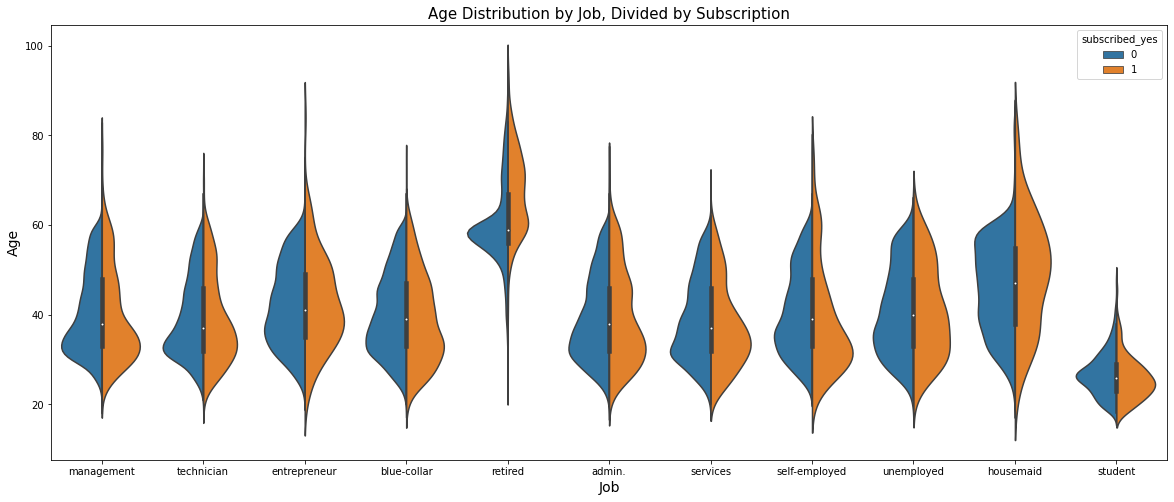 Age Distribution by Job, Divided by Subscription
subscribed_yes
0
1
100
80
60
40
20
Age
management technician entrepreneur blue-collar retired admin. services self-employed unemployed housemaid student
Job